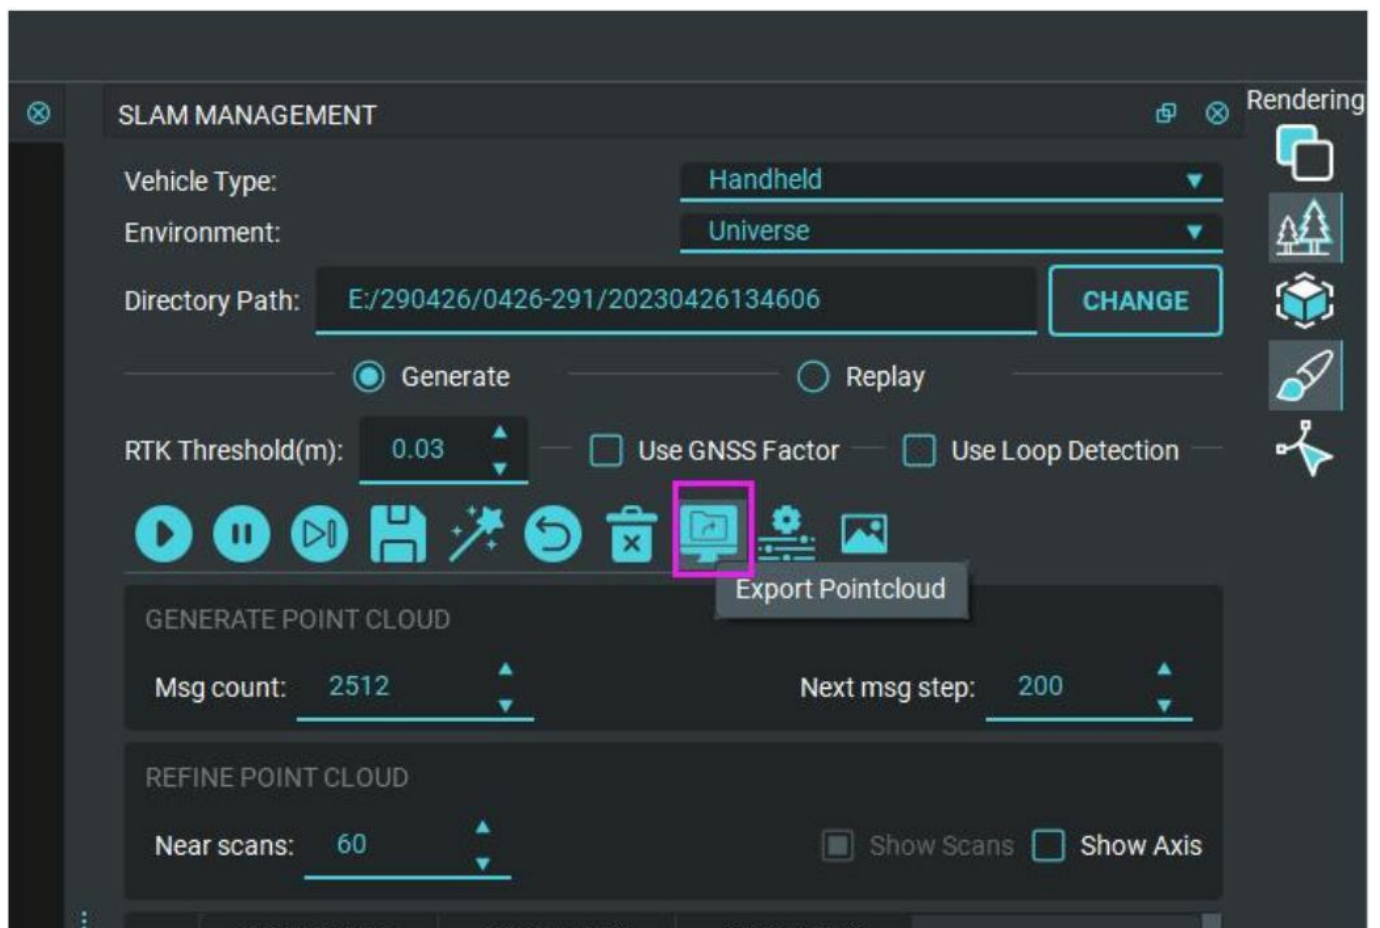 SLAM MANAGEMENT
Rendering
Vehicle Type: Handheld
Environment: Universe
Directory Path: E:/290426/0426-291/20230426134606 CHANGE
Generate Replay
RTK Threshold(m): 0.03 Use GNSS Factor Use Loop Detection
Export Pointcloud
GENERATE POINT CLOUD
Msg count: 2512 Next msg step: 200
REFINE POINT CLOUD
Near scans: 60 Show Scans Show Axis